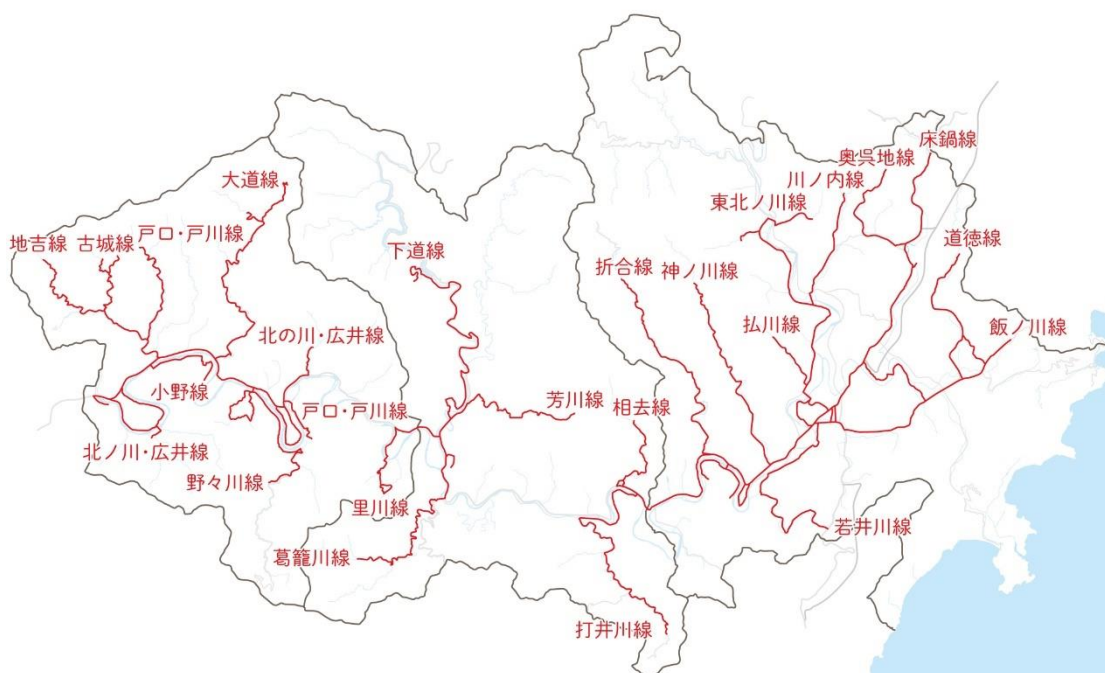 床鍋線
奥呉地線
川ノ内線
大道線
東北ノ川線
戸口・戸川線
道徳線
地吉線
古城線
下道線
折合線
神ノ川線
払川線
飯ノ川線
北の川・広井線
小野線
芳川線
相去線
戸口・戸川線
北ノ川・広井線
野々川線
里川線
若井川線
葛籠川線
打井川線